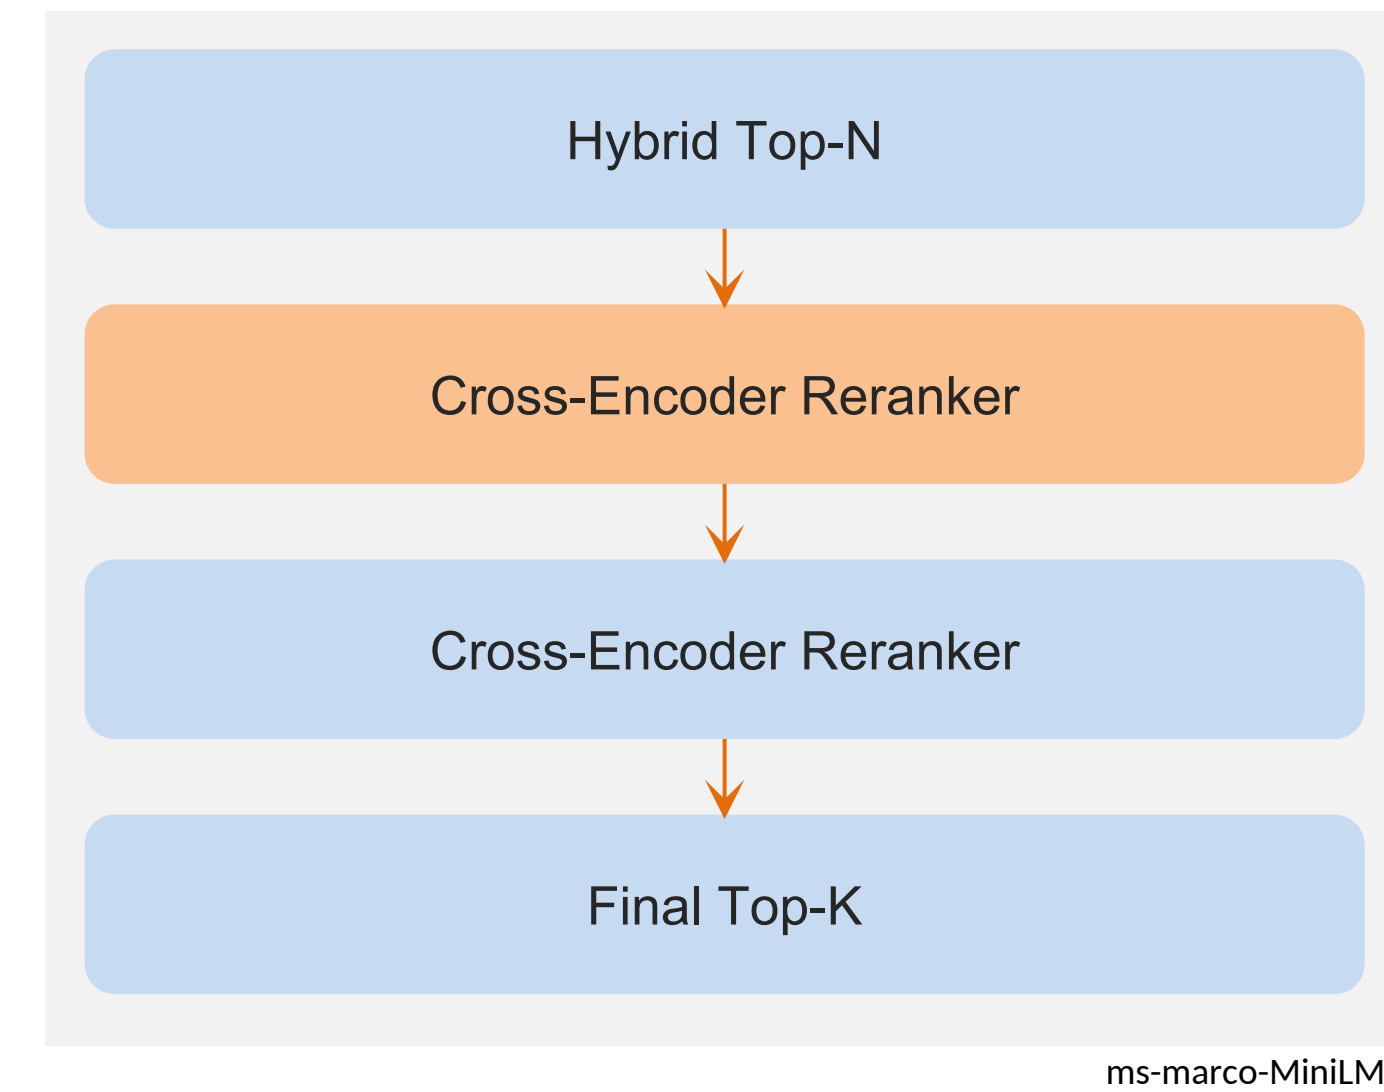 Hybrid Top-N
Cross-Encoder Reranker
Cross-Encoder Reranker
Final Top-K
ms-marco-MiniLM